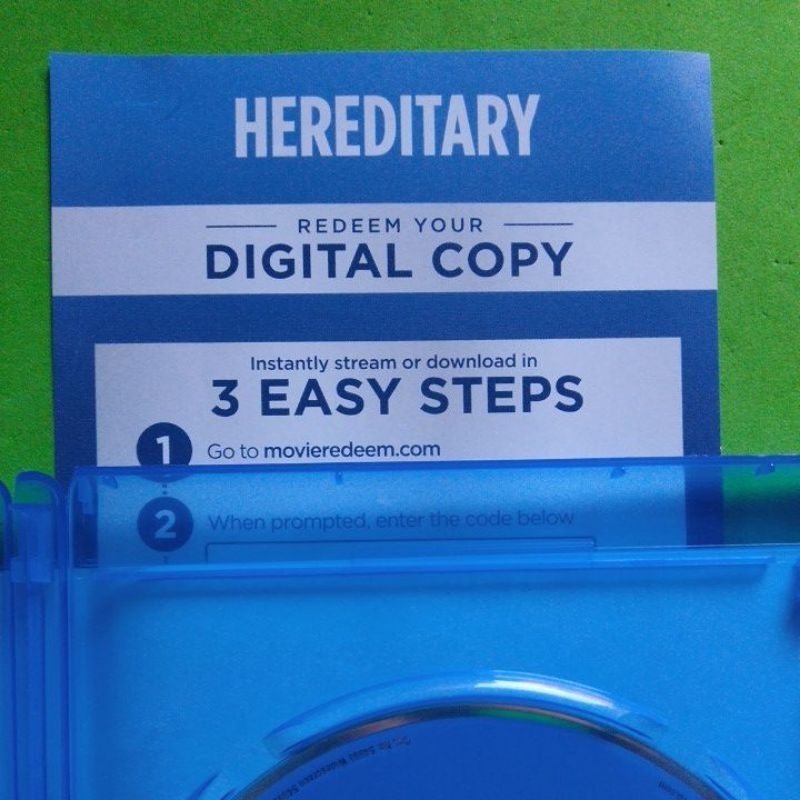 HEREDITARY
REDEEM YOUR
DIGITAL COPY
Instantly stream or download in
3 EASY STEPS
1 Go to movieredeem.com
2 When prompted, enter the code below
Widescreen